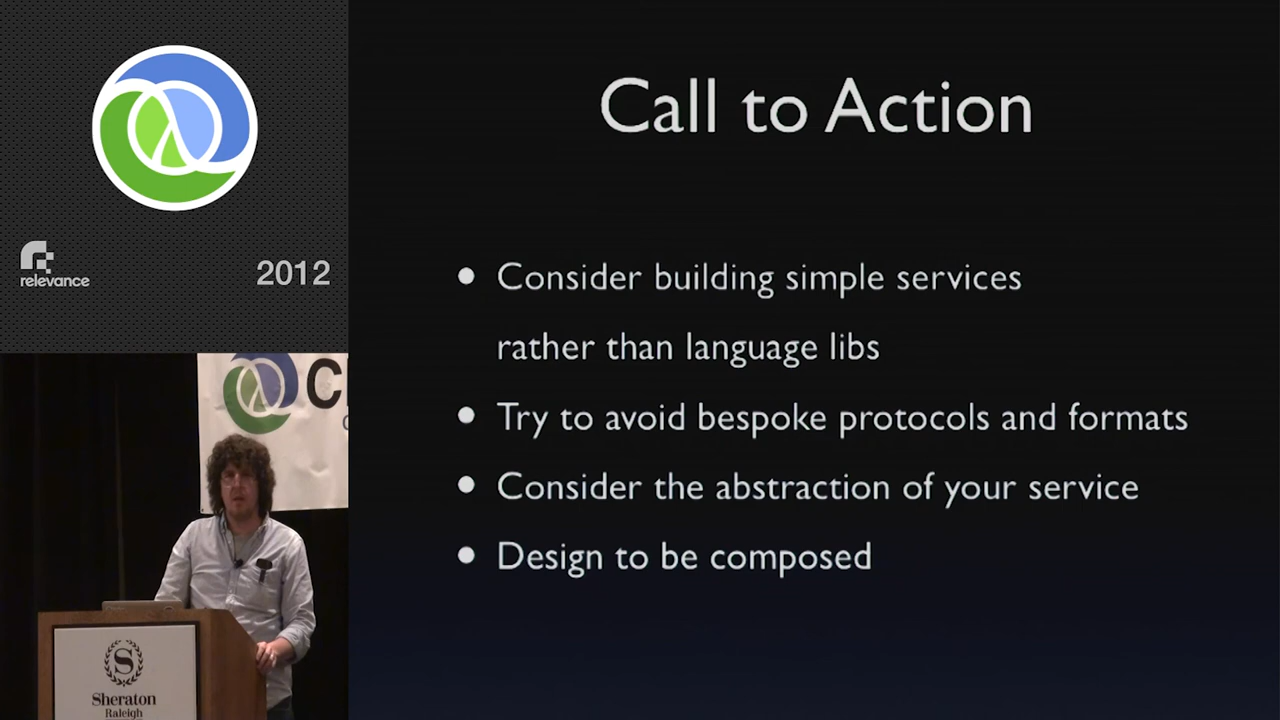 relevance
2012
Call to Action
• Consider building simple services
rather than language libs
• Try to avoid bespoke protocols and formats
• Consider the abstraction of your service
• Design to be composed
C
S
Sheraton
Raleigh